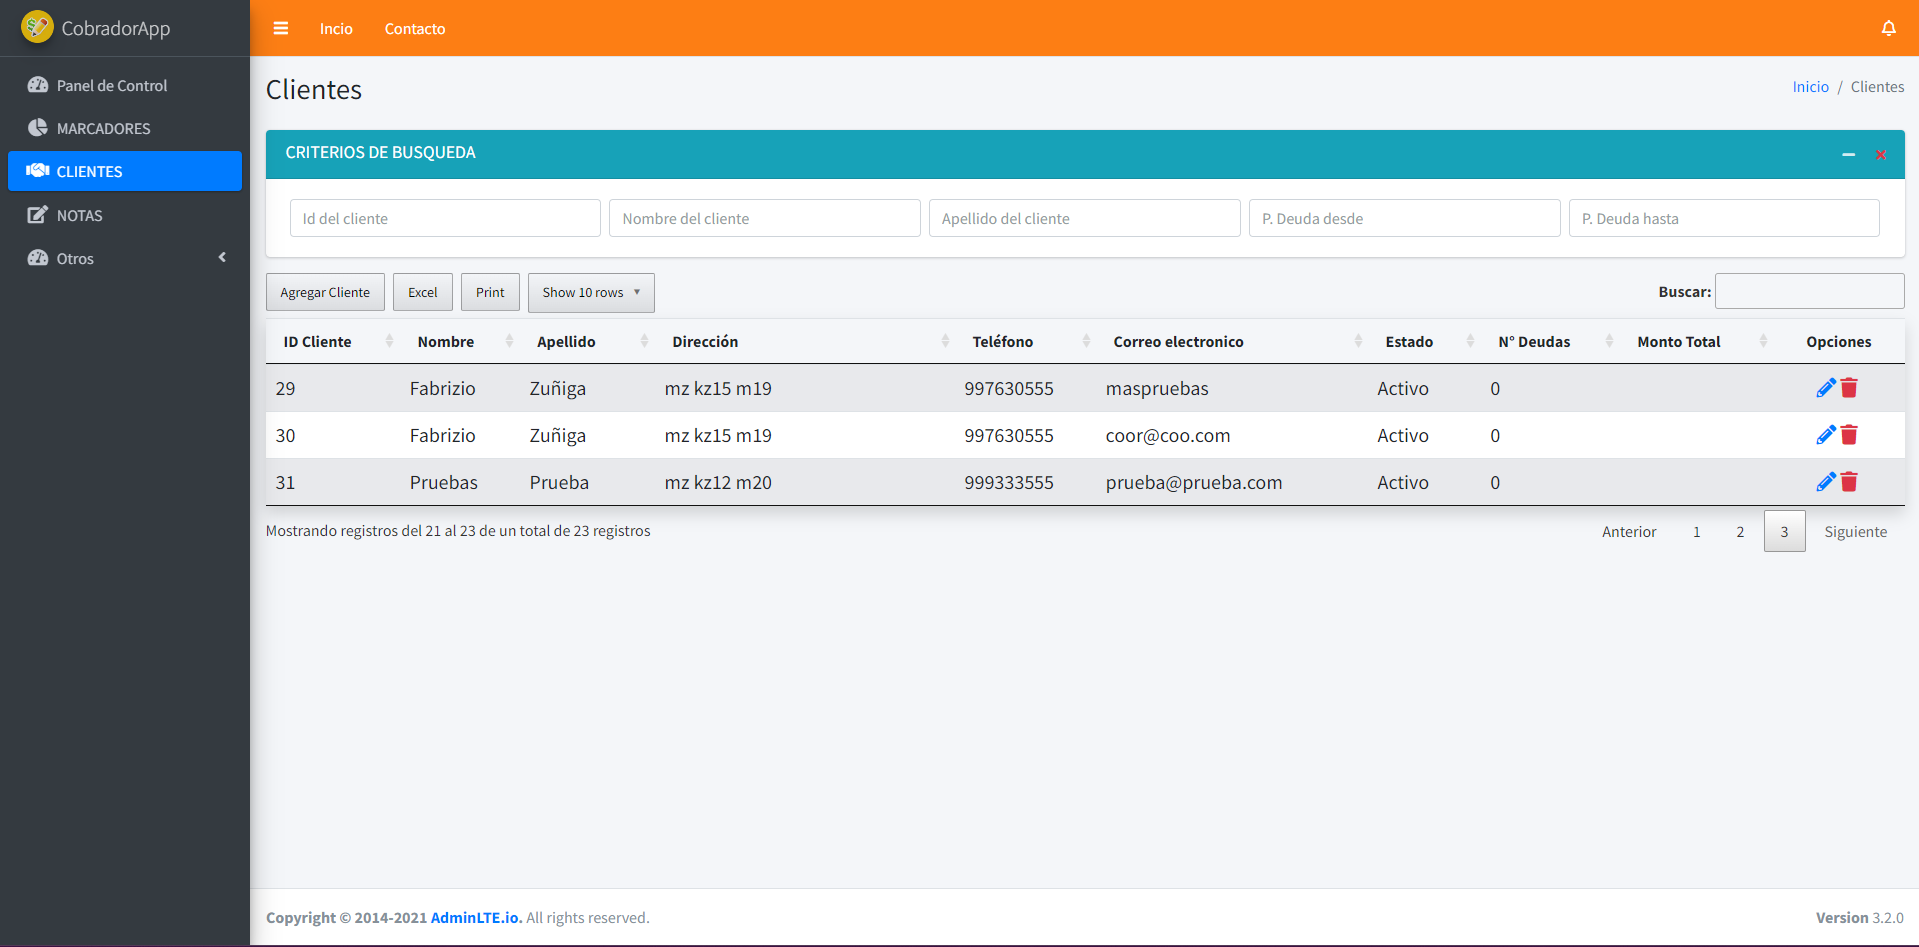 CobradorApp
Incio Contacto
Panel de Control
MARCADORES
CLIENTES
NOTAS
Otros
Clientes
Inicio / Clientes
CRITERIOS DE BUSQUEDA
Id del cliente Nombre del cliente Apellido del cliente P. Deuda desde P. Deuda hasta
Agregar Cliente Excel Print Show 10 rows Buscar:
ID Cliente Nombre Apellido Dirección Teléfono Correo electronico Estado N° Deudas Monto Total Opciones
29 Fabrizio Zuñiga mz kz15 m19 997630555 maspruebas Activo 0
30 Fabrizio Zuñiga mz kz15 m19 997630555 coor@coo.com Activo 0
31 Pruebas Prueba mz kz12 m20 999333555 prueba@prueba.com Activo 0
Mostrando registros del 21 al 23 de un total de 23 registros
Anterior 1 2 3 Siguiente
Copyright © 2014-2021 AdminLTE.io. All rights reserved.
Version 3.2.0